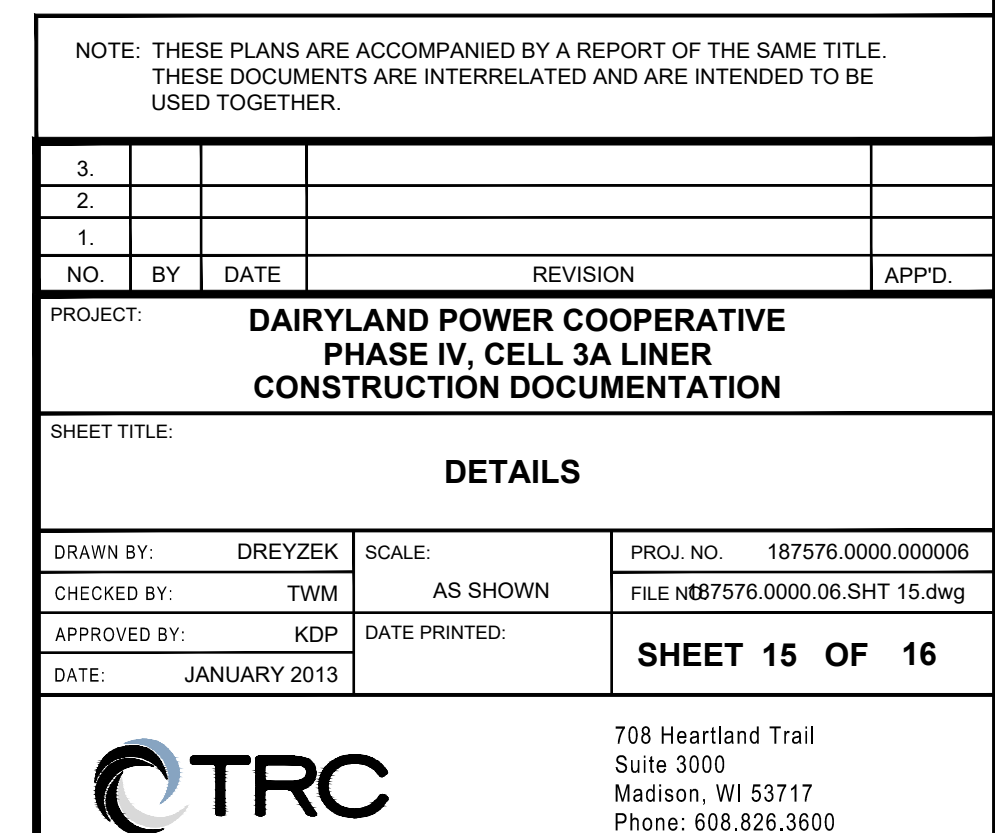 NOTE: THESE PLANS ARE ACCOMPANIED BY A REPORT OF THE SAME TITLE.
THESE DOCUMENTS ARE INTERRELATED AND ARE INTENDED TO BE
USED TOGETHER.
3.
2.
1.
NO. BY DATE REVISION APP'D.
PROJECT: DAIRYLAND POWER COOPERATIVE
PHASE IV, CELL 3A LINER
CONSTRUCTION DOCUMENTATION
SHEET TITLE:
DETAILS
DRAWN BY: DREYZEK SCALE: PROJ. NO. 187576.0000.000006
CHECKED BY: TWM AS SHOWN FILE NO. 187576.0000.06.SHT 15.dwg
APPROVED BY: KDP DATE PRINTED:
SHEET 15 OF 16
DATE: JANUARY 2013
TRC
708 Heartland Trail
Suite 3000
Madison, WI 53717
Phone: 608.826.3600